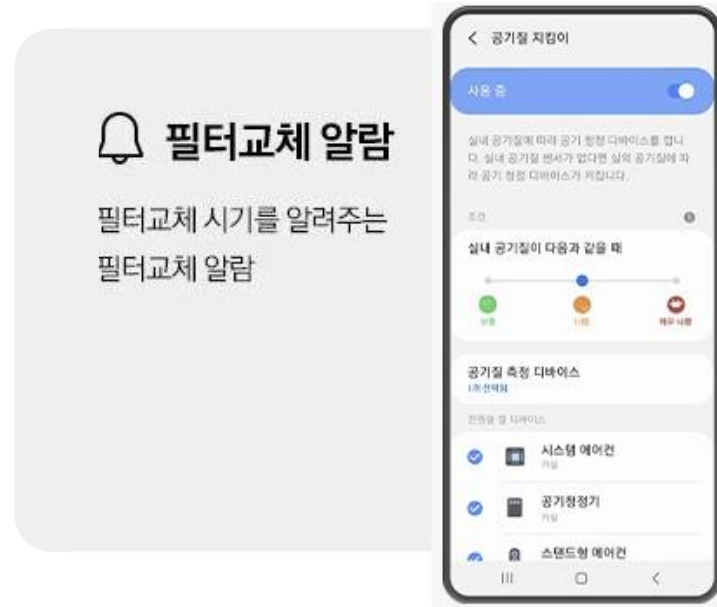 필터교체 알람
필터교체 시기를 알려주는
필터교체 알람
공기질 지킴이
사용 중
실내 공기질에 따라 공기 청정 디바이스를 켭니
다. 실내 공기질 센서가 없다면 실외 공기질에 따
라 공기 청정 디바이스가 켜집니다.
조건
실내 공기질이 다음과 같을 때
보통 나쁨 매우 나쁨
공기질 측정 디바이스
1개 선택됨
전원을 켤 디바이스
시스템 에어컨
거실
공기청정기
거실
스탠드형 에어컨